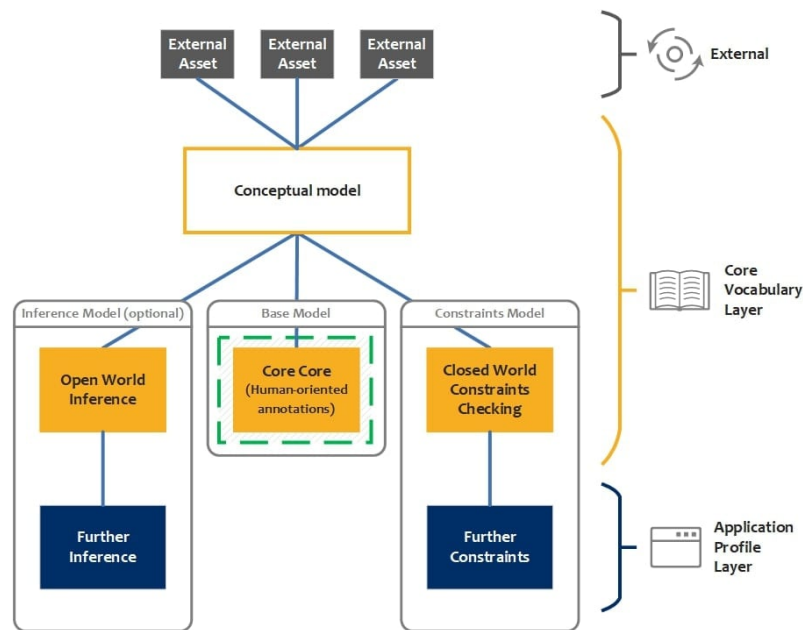 External
Asset
External
Asset
External
Asset
External
Conceptual model
Core
Vocabulary
Layer
Inference Model (optional)
Base Model
Constraints Model
Open World
Inference
Core Core
(Human-oriented
annotations)
Closed World
Constraints
Checking
Further
Inference
Further
Constraints
Application
Profile
Layer